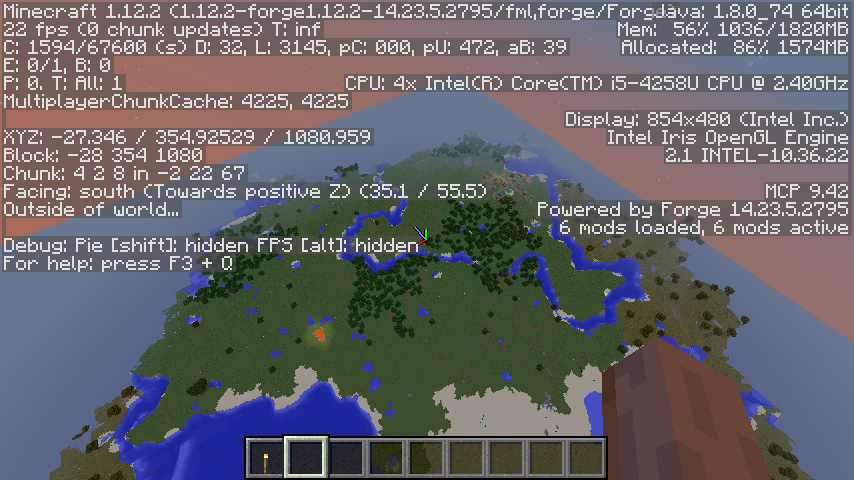 Minecraft 1.12.2 (1.12.2-forge1.12.2-14.23.5.2795/fml,forge/Forge
Java: 1.8.0_74 64bit
22 fps (0 chunk updates) T: inf
Mem: 56% 1036/1820MB
C: 1594/67600 (s) D: 32, L: 3145, pC: 000, pU: 472, aB: 39
Allocated: 86% 1574MB
E: 0/1, B: 0
P: 0. T: All: 1
CPU: 4x Intel(R) Core(TM) i5-4258U CPU @ 2.40GHz
MultiplayerChunkCache: 4225, 4225
Display: 854x480 (Intel Inc.)
XYZ: -27.346 / 354.92529 / 1080.959
Intel Iris OpenGL Engine
Block: -28 354 1080
2.1 INTEL-10.36.22
Chunk: 4 2 8 in -2 22 67
Facing: south (Towards positive Z) (35.1 / 55.5)
MCP 9.42
Outside of world...
Powered by Forge 14.23.5.2795
6 mods loaded, 6 mods active
Debug: Pie [shift]: hidden FPS [alt]: hidden
For help: press F3 + Q